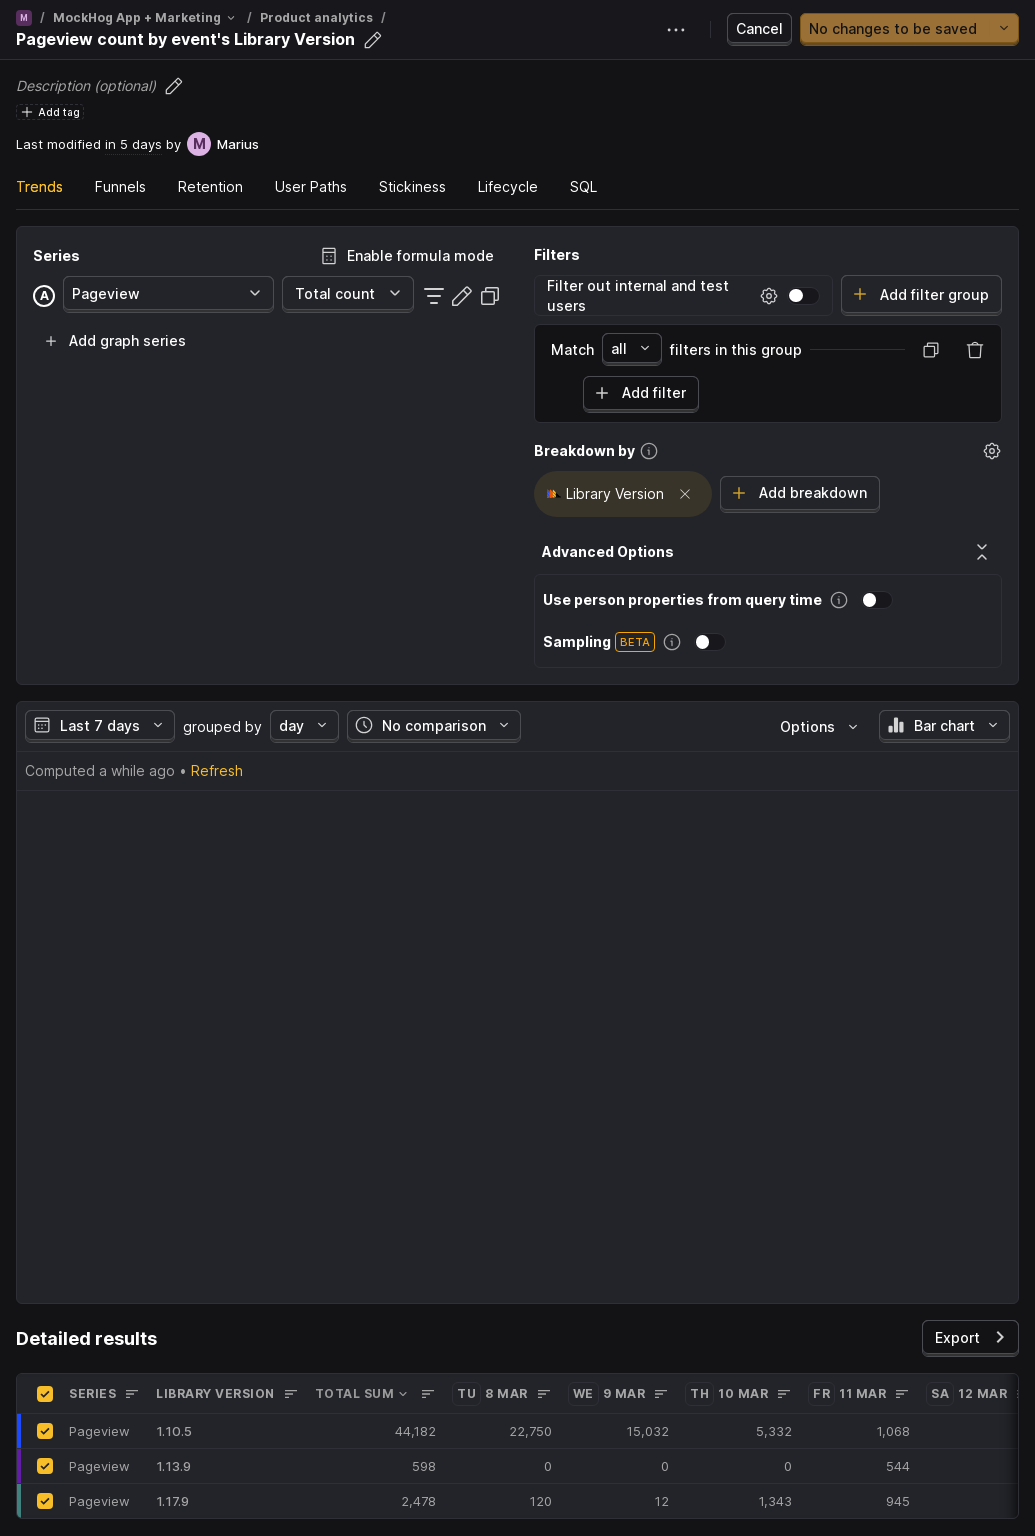 M / MockHog App + Marketing / Product analytics /
Pageview count by event's Library Version
Cancel
No changes to be saved
Description (optional)
Add tag
Last modified in 5 days by M Marius
Trends Funnels Retention User Paths Stickiness Lifecycle SQL
Series
Enable formula mode
A Pageview Total count
Add graph series
Filters
Filter out internal and test
users
Add filter group
Match all filters in this group
Add filter
Breakdown by
Library Version
Add breakdown
Advanced Options
Use person properties from query time
Sampling BETA
Last 7 days grouped by day No comparison Options Bar chart
Computed a while ago • Refresh
Detailed results
Export
SERIES LIBRARY VERSION TOTAL SUM TU 8 MAR WE 9 MAR TH 10 MAR FR 11 MAR SA 12 MAR
Pageview 1.10.5 44,182 22,750 15,032 5,332 1,068
Pageview 1.13.9 598 0 0 0 544
Pageview 1.17.9 2,478 120 12 1,343 945